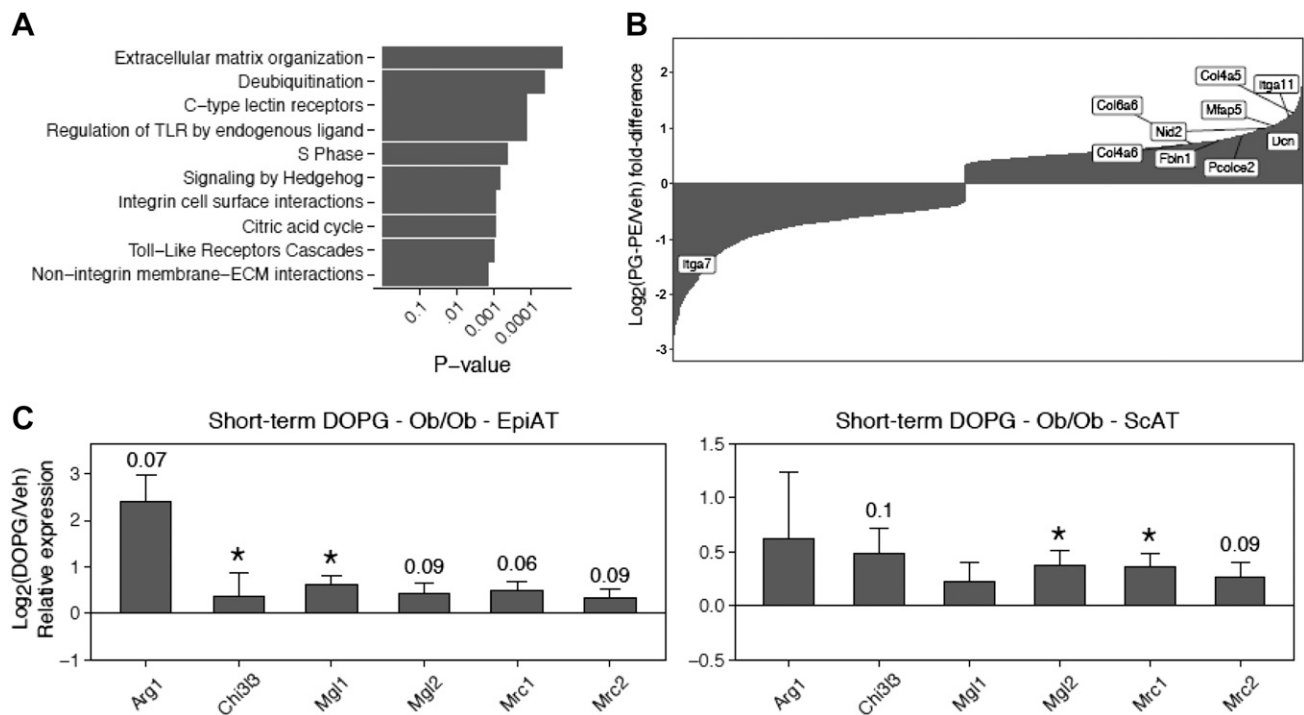 A
Extracellular matrix organization
Deubiquitination
C-type lectin receptors
Regulation of TLR by endogenous ligand
S Phase
Signaling by Hedgehog
Integrin cell surface interactions
Citric acid cycle
Toll-Like Receptors Cascades
Non-integrin membrane-ECM interactions
0.1
.01
0.001
0.0001
P-value
B
Log2(PG-PE/Veh) fold-difference
2
1
0
-1
-2
-3
Col4a5
Itga11
Col6a6
Mfap5
Nid2
Dcn
Col4a6
Fbln1
Pcolce2
Itga7
C
Short-term DOPG - Ob/Ob - EpiAT
Log2(DOPG/Veh)
Relative expression
3
2
1
0
-1
0.07
*
*
0.09
0.06
0.09
Arg1
Chi3l3
Mgl1
Mgl2
Mrc1
Mrc2
Short-term DOPG - Ob/Ob - ScAT
1.5
1.0
0.5
0.0
-0.5
0.1
*
*
0.09
Arg1
Chi3l3
Mgl1
Mgl2
Mrc1
Mrc2